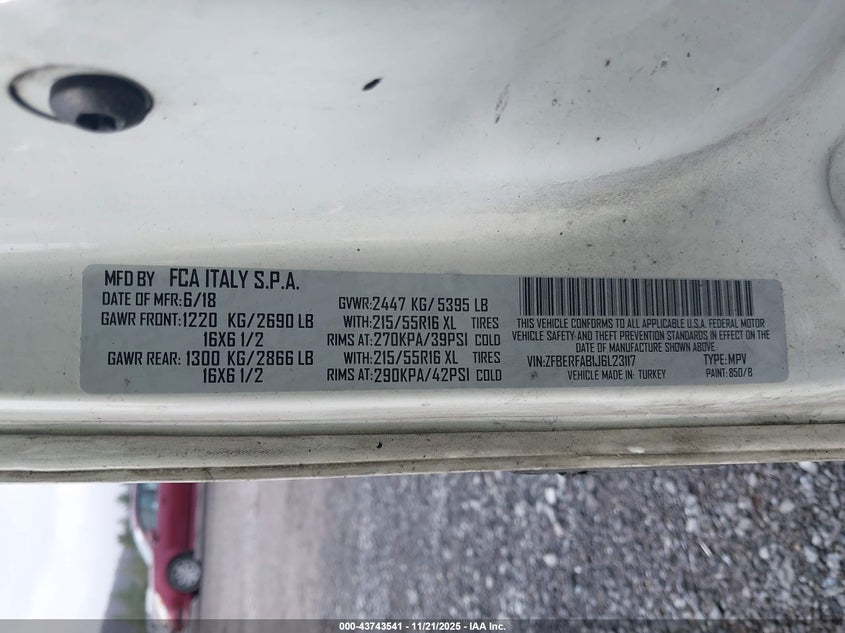 MFD BY FCA ITALY S.P.A.
DATE OF MFR: 6/18 GVWR: 2447 KG/ 5395 LB
GAWR FRONT: 1220 KG/ 2690 LB WITH: 215/55R16 XL TIRES
16X6 1/2 RIMS AT: 270KPA/39PSI COLD
GAWR REAR: 1300 KG/ 2866 LB WITH: 215/55R16 XL TIRES
16X6 1/2 RIMS AT: 290KPA/42PSI COLD
THIS VEHICLE CONFORMS TO ALL APPLICABLE U.S.A. FEDERAL MOTOR
VEHICLE SAFETY AND THEFT PREVENTION STANDARDS IN EFFECT ON THE
DATE OF MANUFACTURE SHOWN ABOVE.
VIN: ZFBERFAB1J6L23117 TYPE: MPV
VEHICLE MADE IN: TURKEY PAINT: 850/B
000-43743541 - 11/21/2025 - IAA Inc.